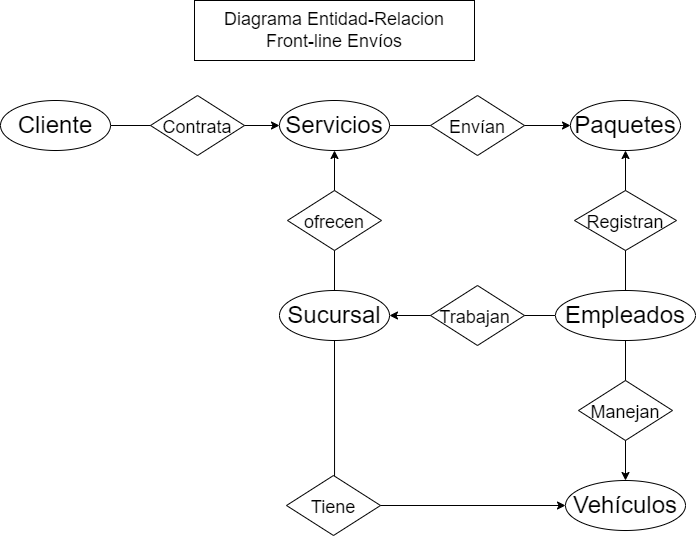 Diagrama Entidad-Relacion
Front-line Envíos
Cliente
Contrata
Servicios
Envían
Paquetes
ofrecen
Registran
Sucursal
Trabajan
Empleados
Manejan
Tiene
Vehículos